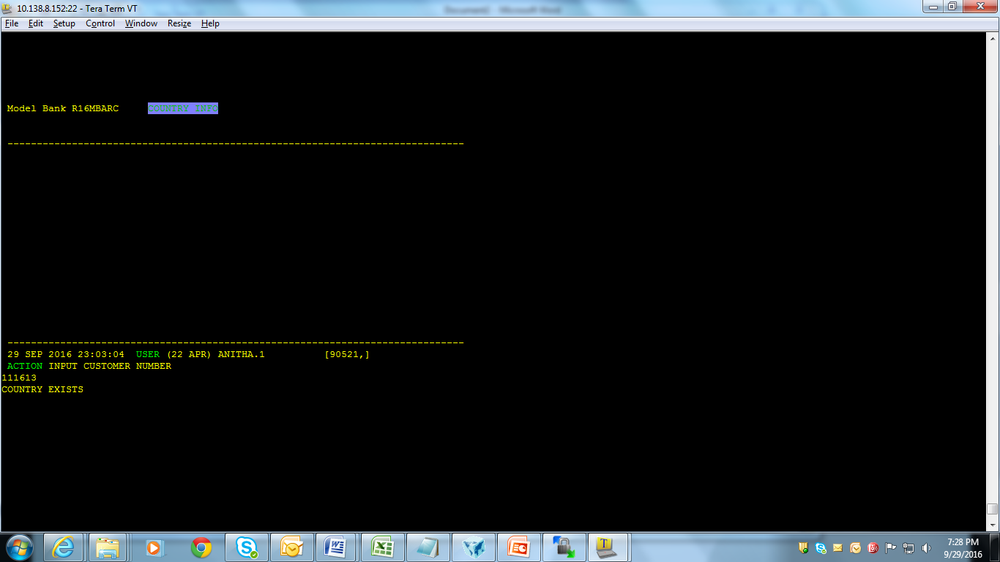 10.138.8.152:22 - Tera Term VT
Document1 - Microsoft Word
File Edit Setup Control Window Resize Help
Model Bank R16MBARC COUNTRY INFO
------------------------------------------------------------------------------
------------------------------------------------------------------------------
29 SEP 2016 23:03:04 USER (22 APR) ANITHA.1 [90521,]
ACTION INPUT CUSTOMER NUMBER
111613
COUNTRY EXISTS
7:28 PM
9/29/2016